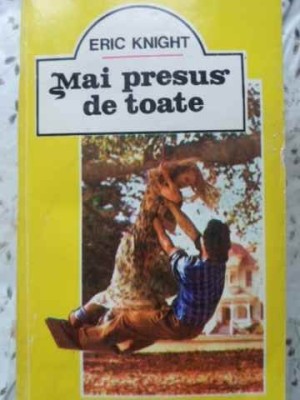 ERIC KNIGHT
Mai presus
de toate